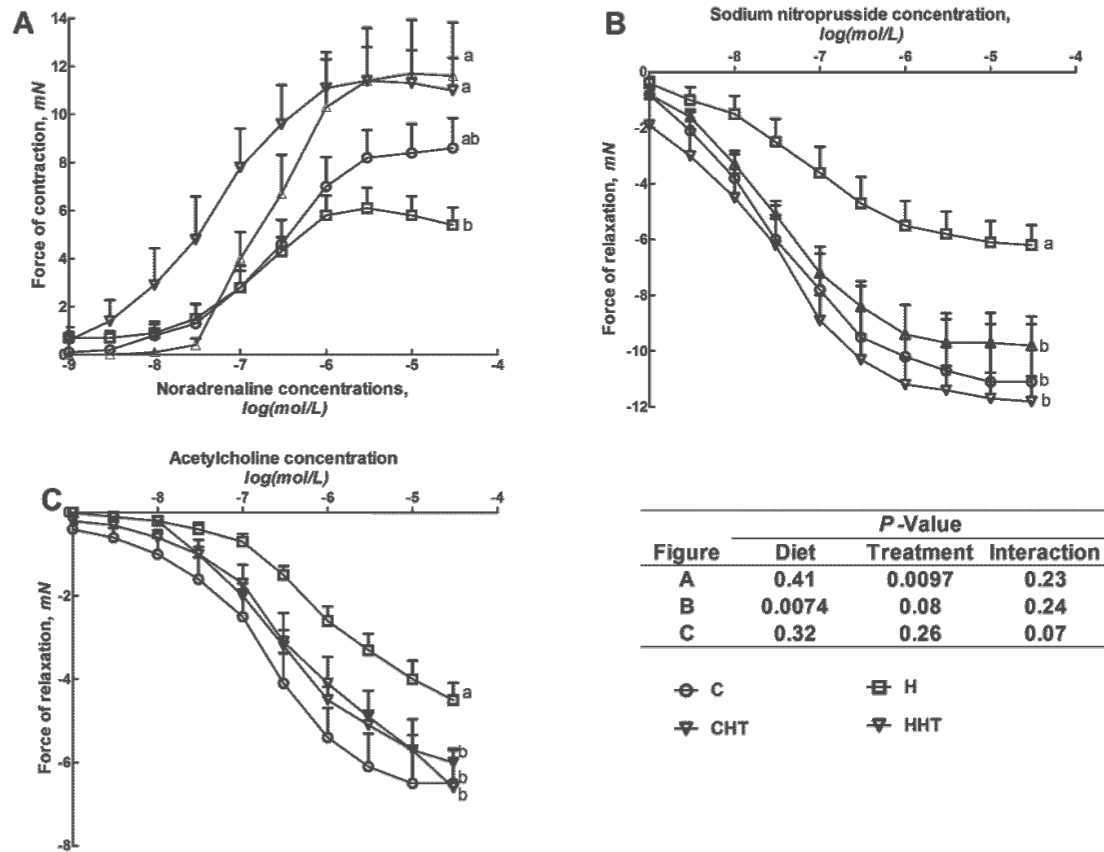 A
14
12
10
8
6
4
2
0
Force of contraction, mN
a
a
ab
b
-9
-8
-7
-6
-5
-4
Noradrenaline concentrations,
log(mol/L)
B
Sodium nitroprusside concentration,
log(mol/L)
-8
-7
-6
-5
-4
0
-2
-4
-6
-8
-10
-12
Force of relaxation, mN
a
b
b
b
C
Acetylcholine concentration
log(mol/L)
-8
-7
-6
-5
-4
0
-2
-4
-6
-8
Force of relaxation, mN
a
b
b
b
P-Value
Figure Diet Treatment Interaction
A 0.41 0.0097 0.23
B 0.0074 0.08 0.24
C 0.32 0.26 0.07
C H
CHT HHT